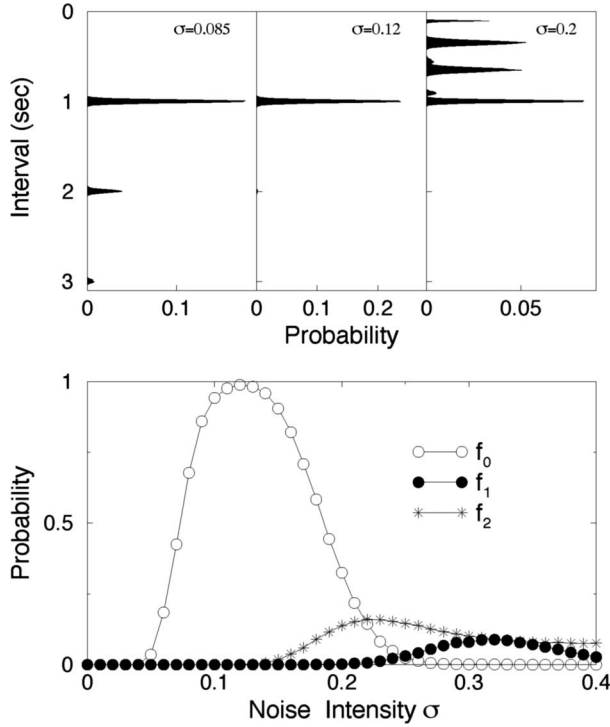 σ=0.085 σ=0.12 σ=0.2
0
1
2
3
Interval (sec)
0 0.1 0 0.1 0.2 0 0.05
Probability
1
0.5
0
Probability
f0
f1
f2
0 0.1 0.2 0.3 0.4
Noise Intensity σ